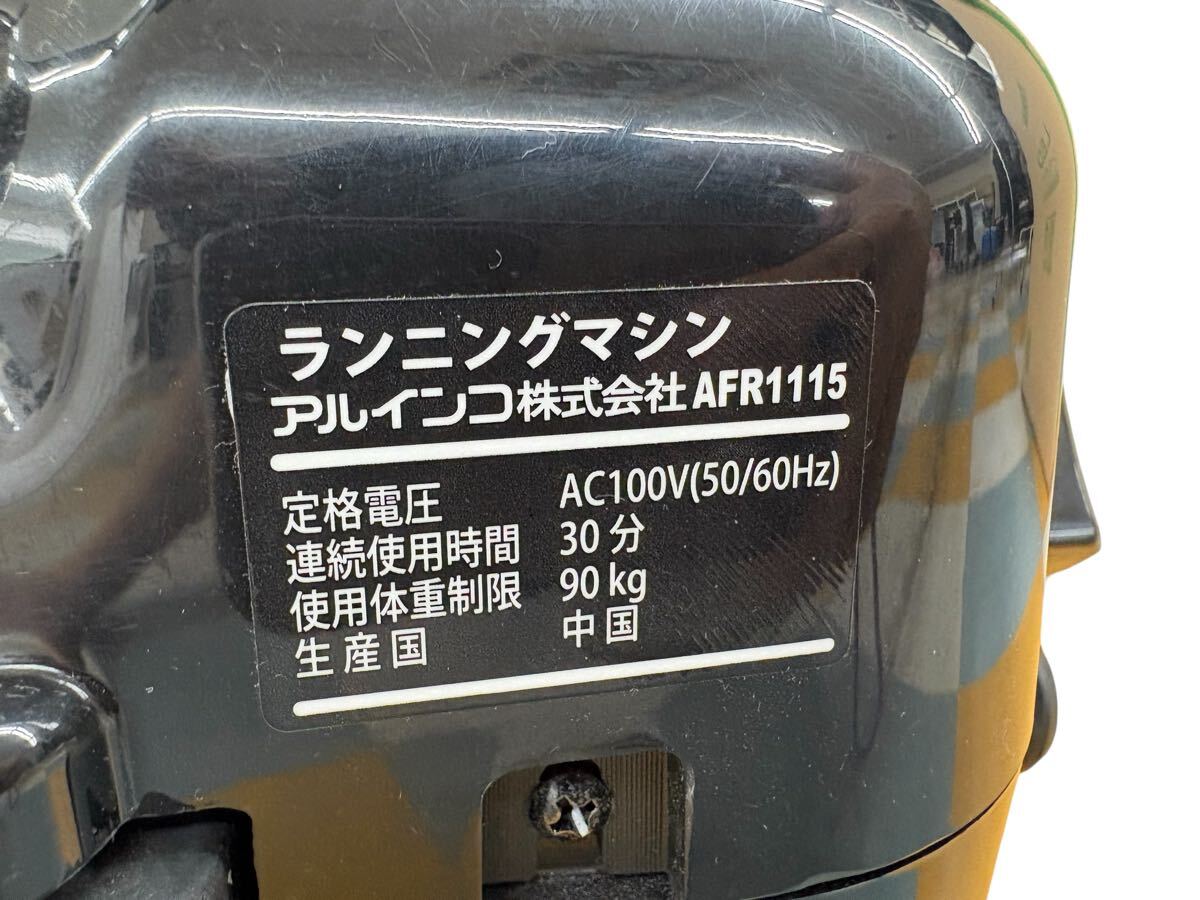 ランニングマシン
アルインコ株式会社 AFR1115
定格電圧 AC100V(50/60Hz)
連続使用時間 30分
使用体重制限 90 kg
生産国 中国